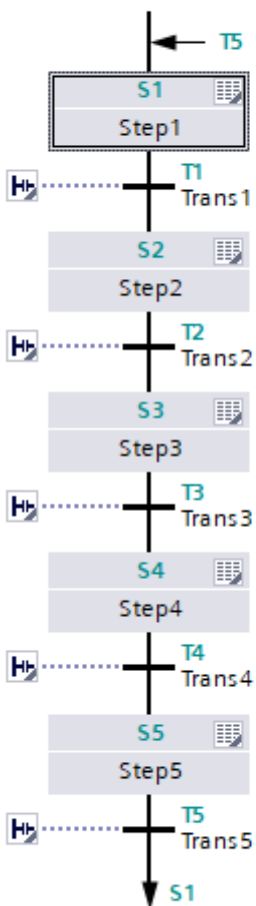 T5
S1
Step1
T1
Trans1
S2
Step2
T2
Trans2
S3
Step3
T3
Trans3
S4
Step4
T4
Trans4
S5
Step5
T5
Trans5
S1